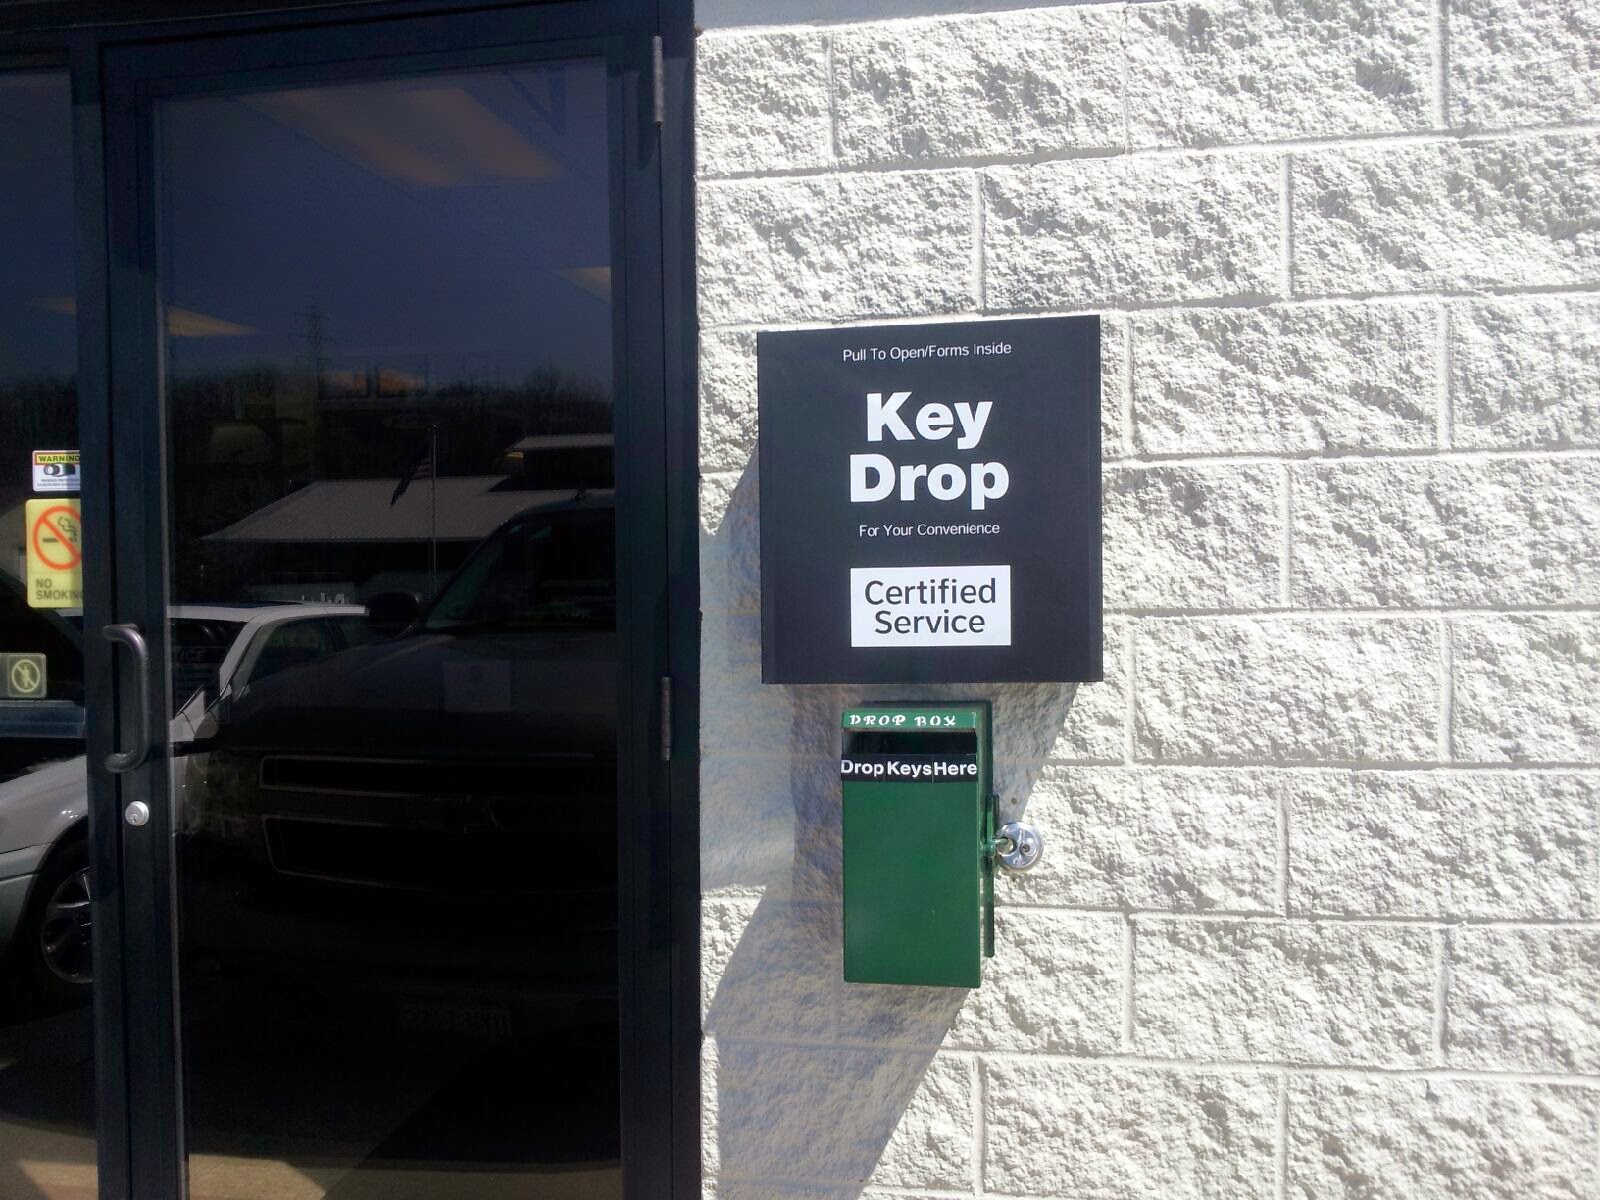 WARNING
NO
SMOKING
Pull To Open/Forms Inside
Key
Drop
For Your Convenience
Certified
Service
DROP BOX
Drop Keys Here